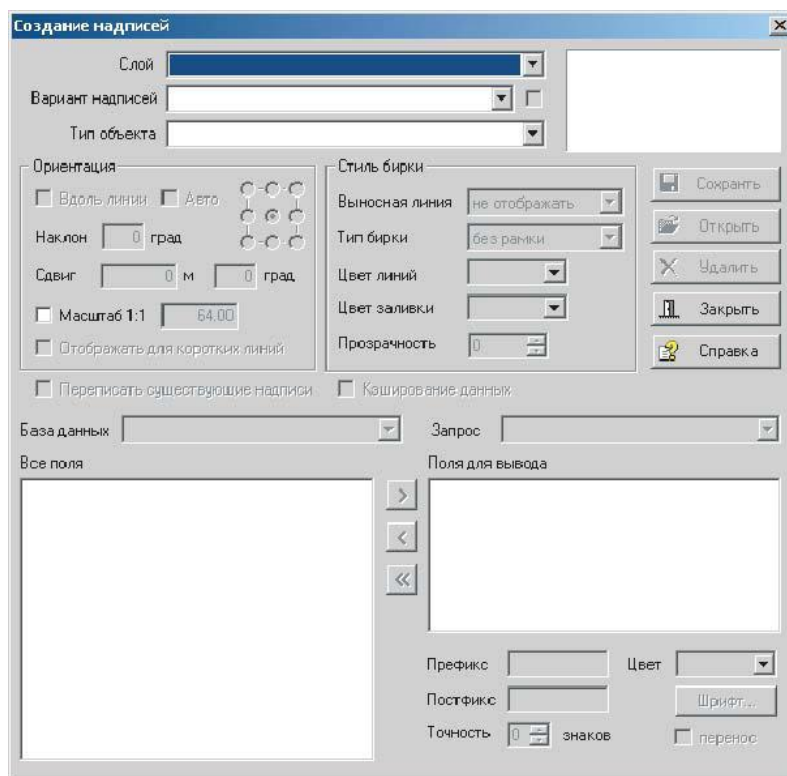 Создание надписей
Слой
Вариант надписей
Тип объекта
Ориентация
Вдоль линии Авто
Наклон 0 град
Сдвиг 0 м 0 град
Масштаб 1:1 64.00
Отображать для коротких линий
Стиль бирки
Выносная линия не отображать
Тип бирки без рамки
Цвет линий
Цвет заливки
Прозрачность 0
Сохранить
Открыть
Удалить
Закрыть
Справка
Переписать существующие надписи Кэширование данных
База данных Запрос
Все поля Поля для вывода
Префикс Цвет
Постфикс Шрифт...
Точность 0 знаков перенос